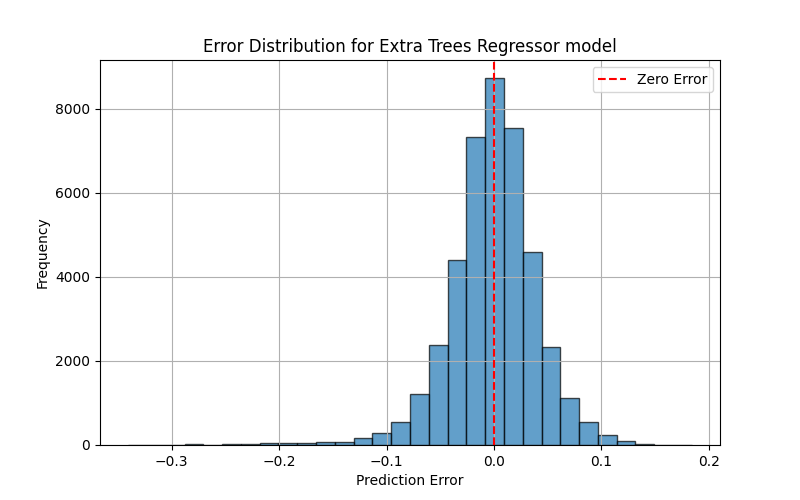 Error Distribution for Extra Trees Regressor model
Zero Error
8000
6000
4000
2000
0
Frequency
−0.3
−0.2
−0.1
0.0
0.1
0.2
Prediction Error